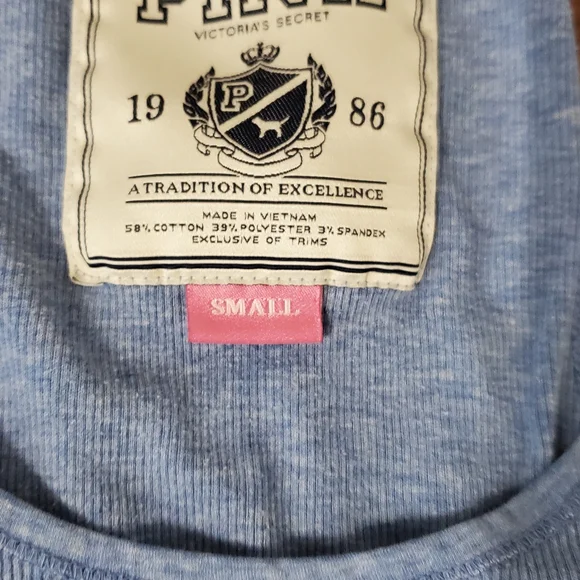 PINK
VICTORIA'S SECRET
P
19 86
A TRADITION OF EXCELLENCE
MADE IN VIETNAM
58% COTTON 39% POLYESTER 3% SPANDEX
EXCLUSIVE OF TRIMS
SMALL